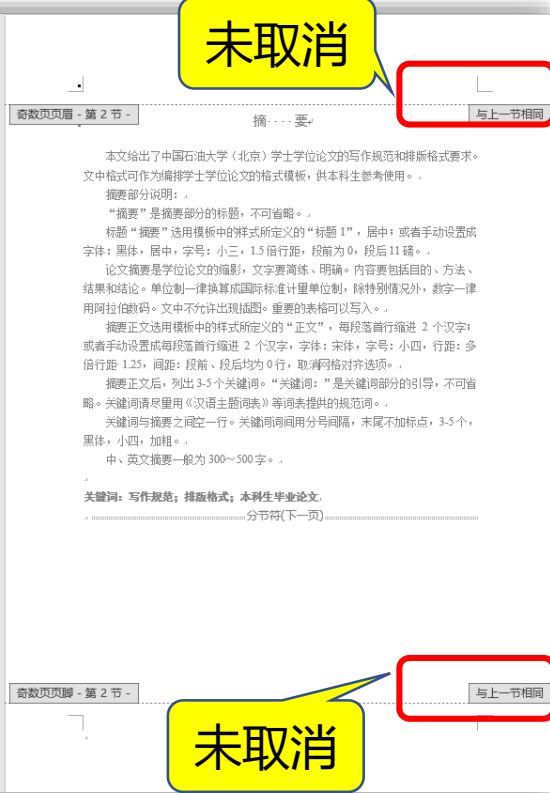 未取消
奇数页页眉 - 第 2 节 -
与上一节相同
摘····要
本文给出了中国石油大学（北京）学士学位论文的写作规范和排版格式要求。
文中格式可作为编排学士学位论文的格式模板，供本科生参考使用。
摘要部分说明：
“摘要”是摘要部分的标题，不可省略。
标题“摘要”选用模板中的样式所定义的“标题 1”，居中；或者手动设置成
字体：黑体，居中，字号：小三，1.5 倍行距，段前为 0，段后 11 磅。
论文摘要是学位论文的缩影，文字要简练、明确。内容要包括目的、方法、
结果和结论。单位制一律换算成国际标准计量单位制，除特别情况外，数字一律
用阿拉伯数码。文中不允许出现插图。重要的表格可以写入。
摘要正文选用模板中的样式所定义的“正文”，每段落首行缩进 2 个汉字；
或者手动设置成每段落首行缩进 2 个汉字，字体：宋体，字号：小四，行距：多
倍行距 1.25，间距：段前、段后均为 0 行，取消网格对齐选项。
摘要正文后，列出 3-5 个关键词。“关键词：”是关键词部分的引导，不可省
略。关键词请尽量用《汉语主题词表》等词表提供的规范词。
关键词与摘要之间空一行。关键词词间用分号间隔，末尾不加标点，3-5 个，
黑体，小四，加粗。
中、英文摘要一般为 300～500 字。
关键词：写作规范；排版格式；本科生毕业论文
分节符(下一页)
奇数页页脚 - 第 2 节 -
与上一节相同
未取消